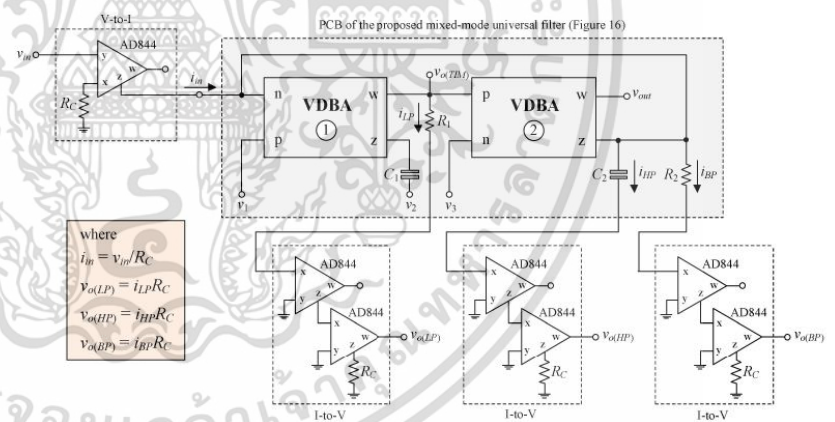 V-to-I
PCB of the proposed mixed-mode universal filter (Figure 16)
v_in
AD844
y
x
z
w
R_C
i_in
n
VDBA
1
p
w
z
v_o(TIM)
i_LP
R_1
C_1
v_1
v_2
p
VDBA
2
n
w
z
v_out
v_3
C_2
i_HP
R_2
i_BP
where
i_in = v_in/R_C
v_o(LP) = i_LP R_C
v_o(HP) = i_HP R_C
v_o(BP) = i_BP R_C
AD844
x
y
z
w
AD844
x
y
z
w
v_o(LP)
R_C
I-to-V
AD844
x
y
z
w
AD844
x
y
z
w
v_o(HP)
R_C
I-to-V
AD844
x
y
z
w
AD844
x
y
z
w
v_o(BP)
R_C
I-to-V